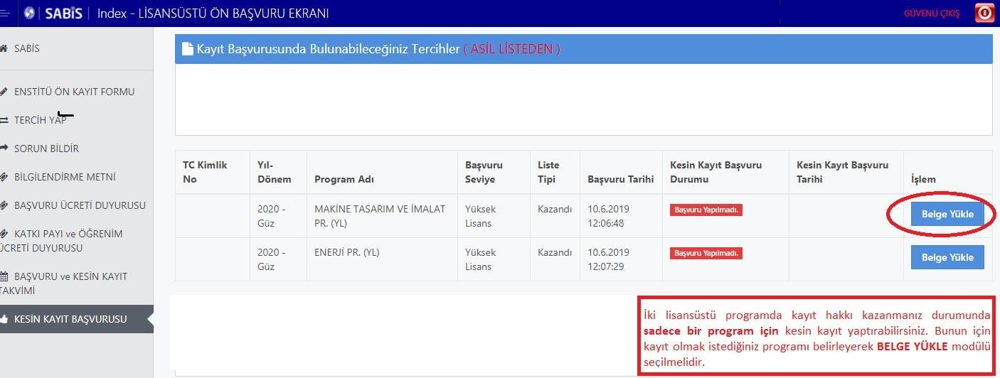 SABİS Index - LİSANSÜSTÜ ÖN BAŞVURU EKRANI GÜVENLİ ÇIKIŞ
SABİS
ENSTİTÜ ÖN KAYIT FORMU
TERCİH YAP
SORUN BİLDİR
BİLGİLENDİRME METNİ
BAŞVURU ÜCRETİ DUYURUSU
KATKI PAYI ve ÖĞRENİM
ÜCRETİ DUYURUSU
BAŞVURU ve KESİN KAYIT
TAKVİMİ
KESİN KAYIT BAŞVURUSU
Kayıt Başvurusunda Bulunabileceğiniz Tercihler ( ASİL LİSTEDEN )
TC Kimlik
No
Yıl-
Dönem
Program Adı
Başvuru
Seviye
Liste
Tipi
Başvuru Tarihi
Kesin Kayıt Başvuru
Durumu
Kesin Kayıt Başvuru
Tarihi
İşlem
2020 -
Güz
MAKİNE TASARIM VE İMALAT
PR. (YL)
Yüksek
Lisans
Kazandı
10.6.2019
12:06:48
Başvuru Yapılmadı.
Belge Yükle
2020 -
Güz
ENERJİ PR. (YL)
Yüksek
Lisans
Kazandı
10.6.2019
12:07:29
Başvuru Yapılmadı.
Belge Yükle
İki lisansüstü programda kayıt hakkı kazanmanız durumunda
sadece bir program için kesin kayıt yaptırabilirsiniz. Bunun için
kayıt olmak istediğiniz programı belirleyerek BELGE YÜKLE modülü
seçilmelidir.